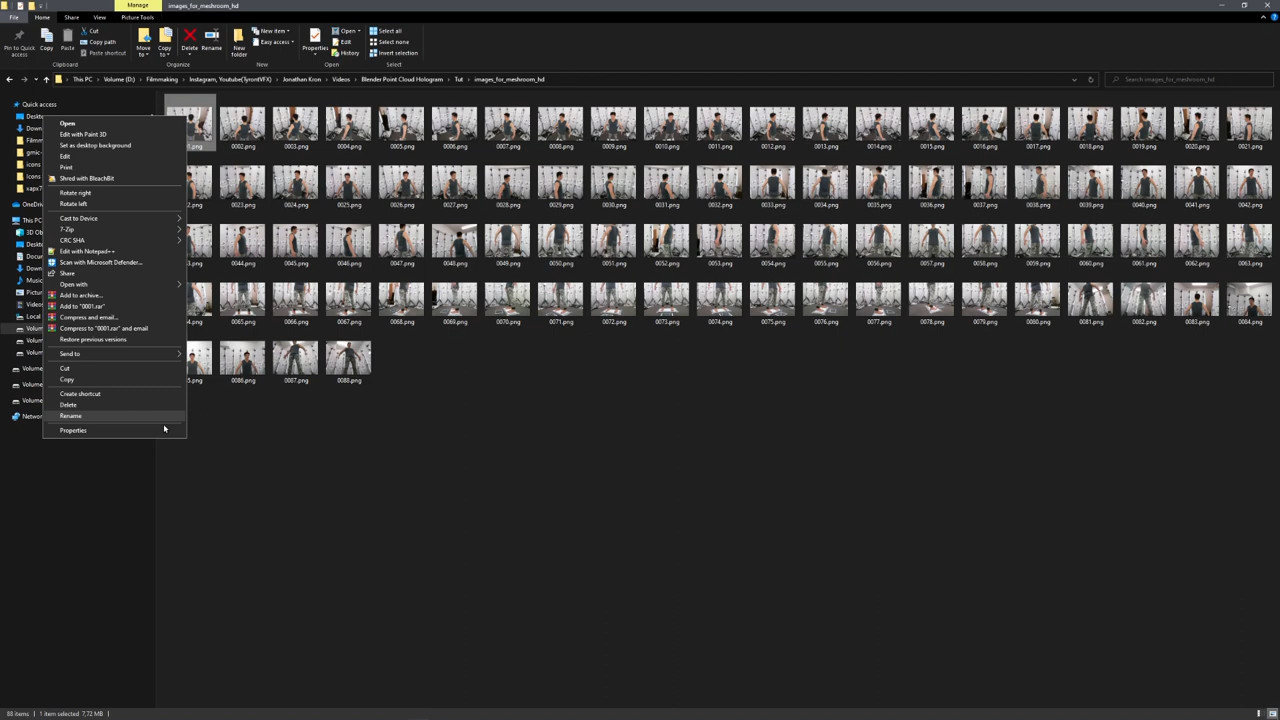 Manage images_for_meshroom_hd
File Home Share View Picture Tools
Pin to Quick access
Copy
Paste
Cut
Copy path
Paste shortcut
Clipboard
Move to
Copy to
Delete
Rename
Organize
New folder
New item
Easy access
New
Properties
Open
Edit
History
Open
Select all
Select none
Invert selection
Select
This PC > Volume (D:) > Filmmaking > Instagram, Youtube(TyrontVFX) > Jonathan Kron > Videos > Blender Point Cloud Hologram > Tut > images_for_meshroom_hd
Search images_for_meshroom_hd
Quick access
Open
Edit with Paint 3D
Set as desktop background
Edit
Print
Shred with BleachBit
Rotate right
Rotate left
Cast to Device
7-Zip
CRC SHA
Edit with Notepad++
Scan with Microsoft Defender...
Share
Open with
Add to archive...
Add to "0001.rar"
Compress and email...
Compress to "0001.rar" and email
Restore previous versions
Send to
Cut
Copy
Create shortcut
Delete
Rename
Properties
0002.png 0003.png 0004.png 0005.png 0006.png 0007.png 0008.png 0009.png 0010.png 0011.png 0012.png 0013.png 0014.png 0015.png 0016.png 0017.png 0018.png 0019.png 0020.png 0021.png
0023.png 0024.png 0025.png 0026.png 0027.png 0028.png 0029.png 0030.png 0031.png 0032.png 0033.png 0034.png 0035.png 0036.png 0037.png 0038.png 0039.png 0040.png 0041.png 0042.png
0044.png 0045.png 0046.png 0047.png 0048.png 0049.png 0050.png 0051.png 0052.png 0053.png 0054.png 0055.png 0056.png 0057.png 0058.png 0059.png 0060.png 0061.png 0062.png 0063.png
0065.png 0066.png 0067.png 0068.png 0069.png 0070.png 0071.png 0072.png 0073.png 0074.png 0075.png 0076.png 0077.png 0078.png 0079.png 0080.png 0081.png 0082.png 0083.png 0084.png
0086.png 0087.png 0088.png
88 items 1 item selected 7,72 MB